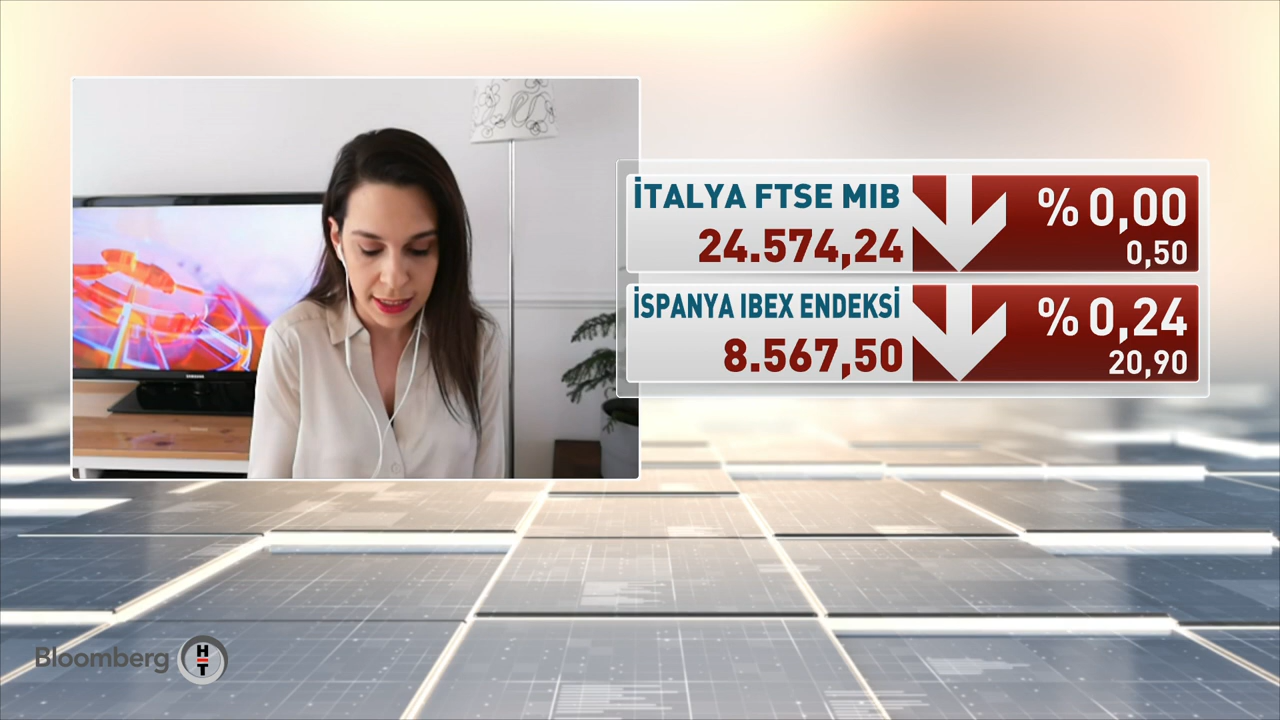 İTALYA FTSE MIB
24.574,24
% 0,00
0,50
İSPANYA IBEX ENDEKSİ
8.567,50
% 0,24
20,90
SAMSUNG
Bloomberg HT